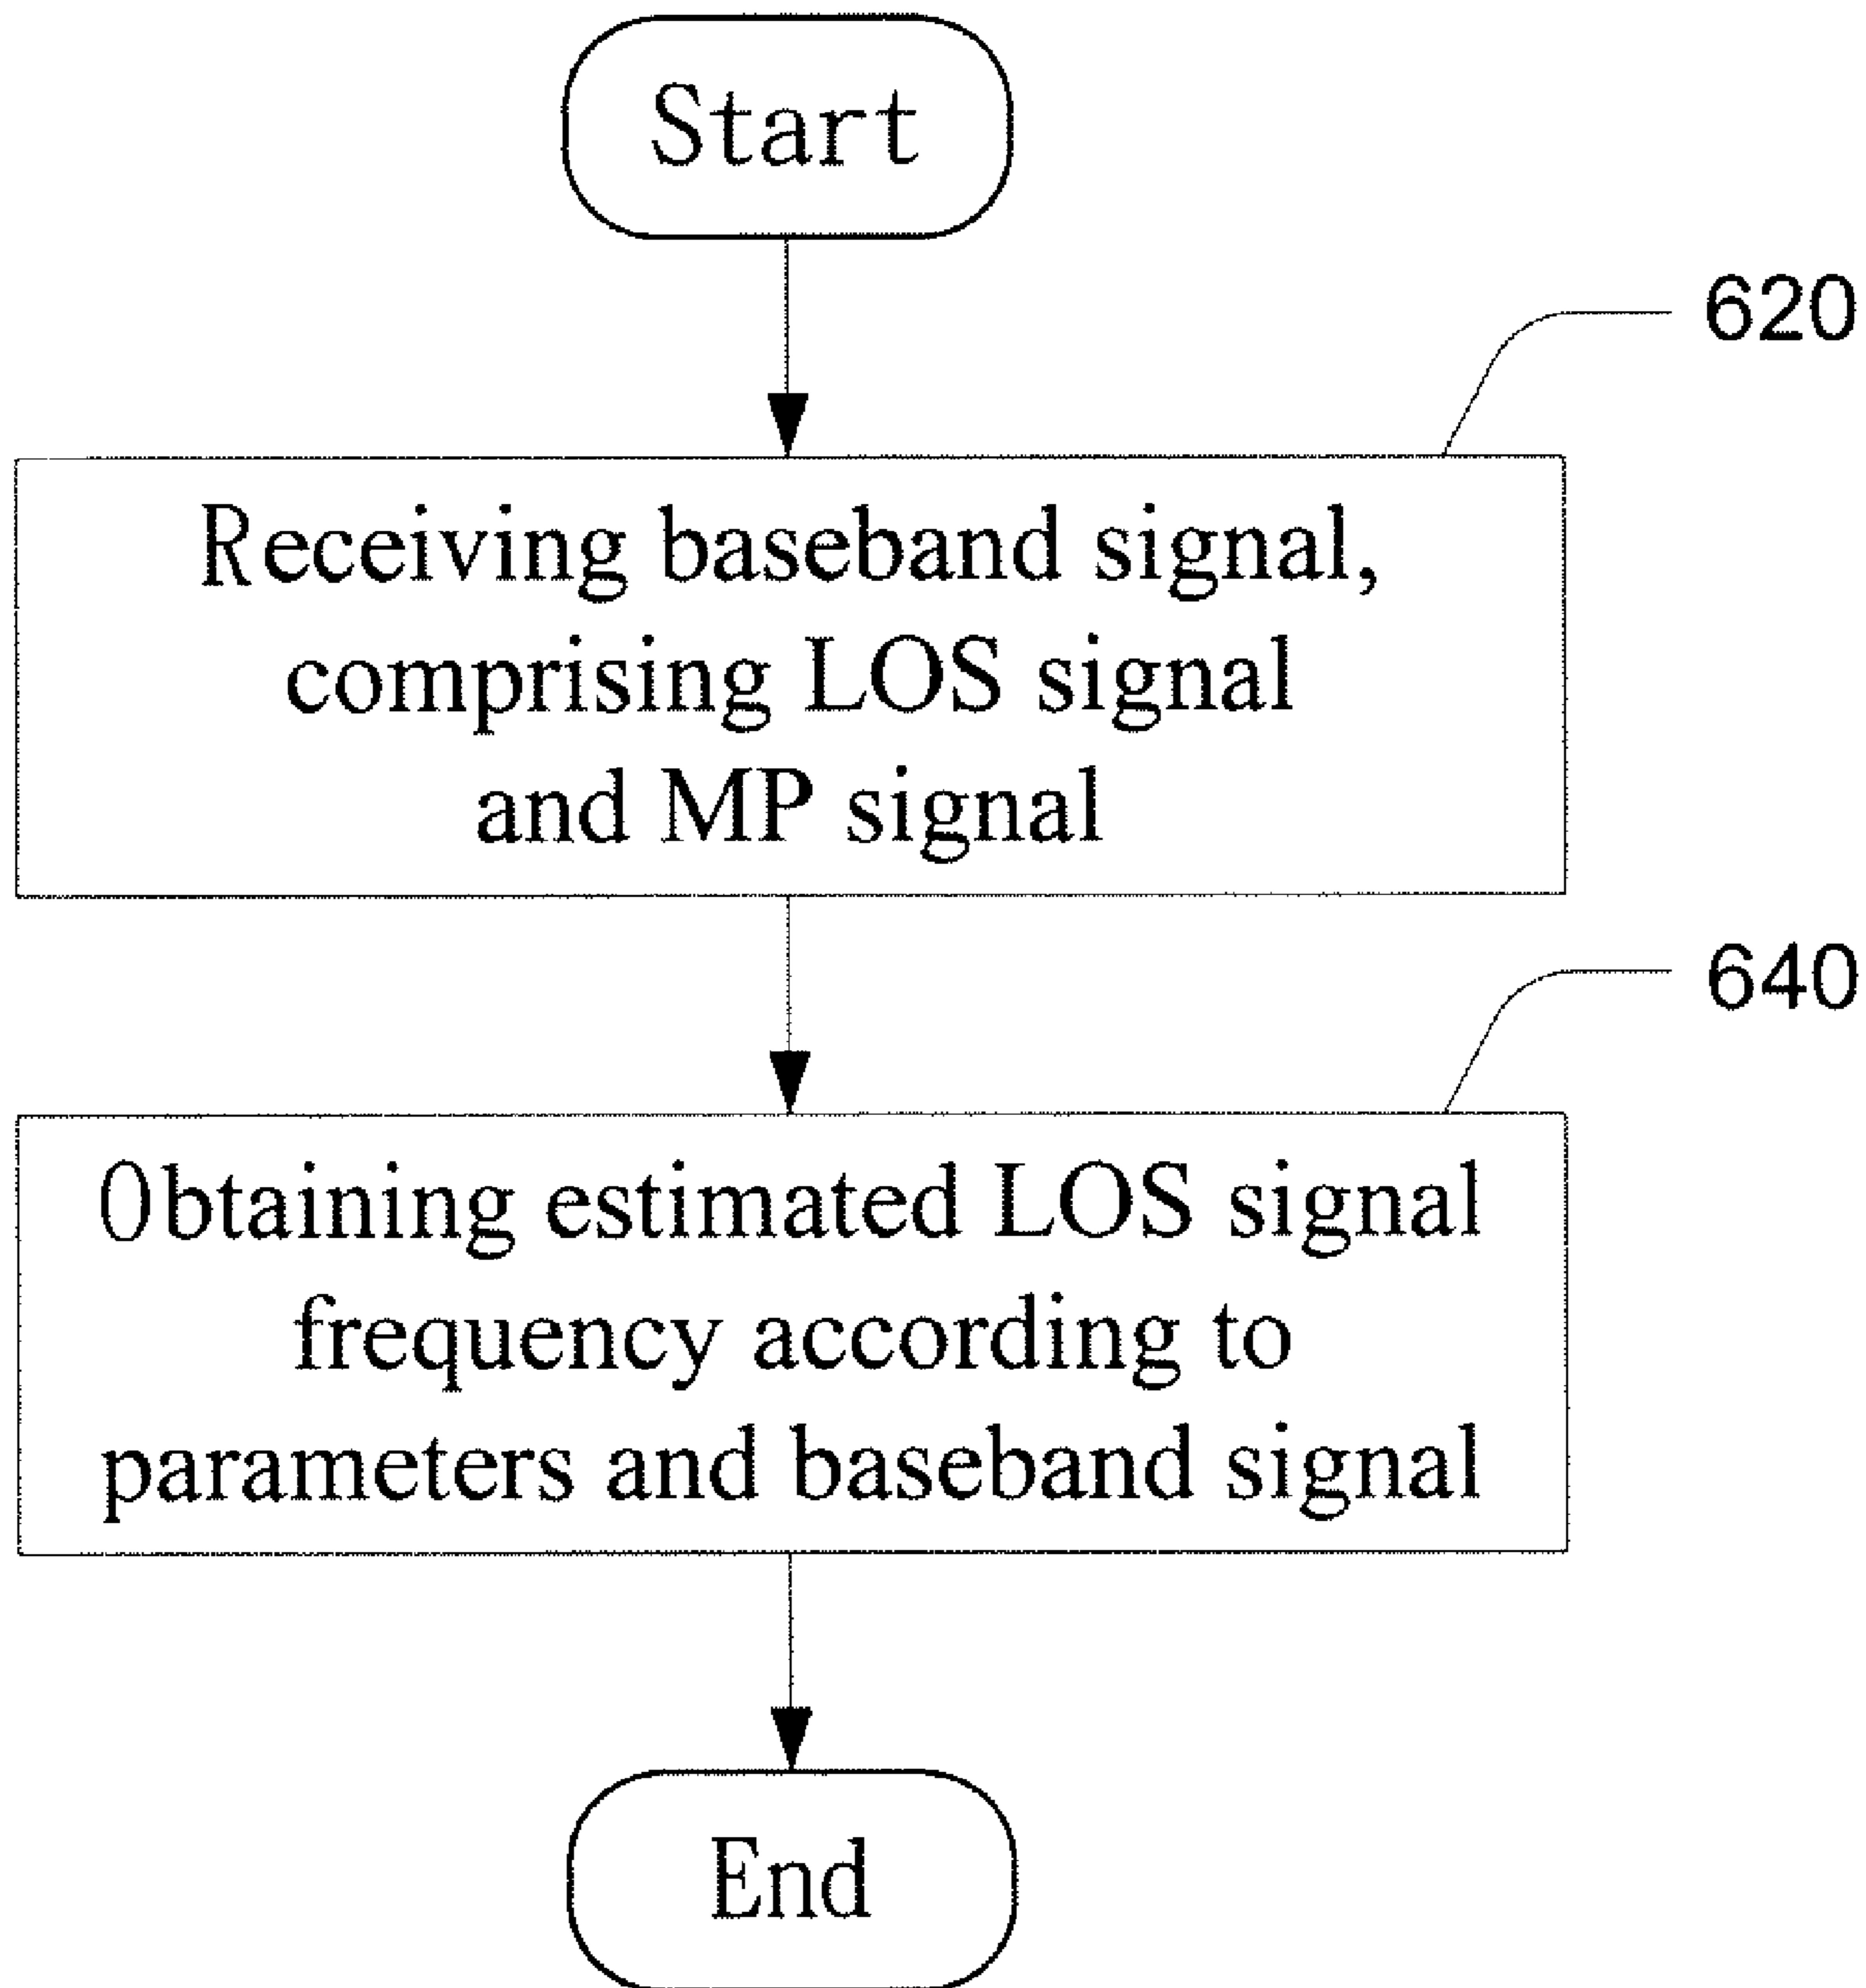 Start
620
Receiving baseband signal,
comprising LOS signal
and MP signal
640
Obtaining estimated LOS signal
frequency according to
parameters and baseband signal
End